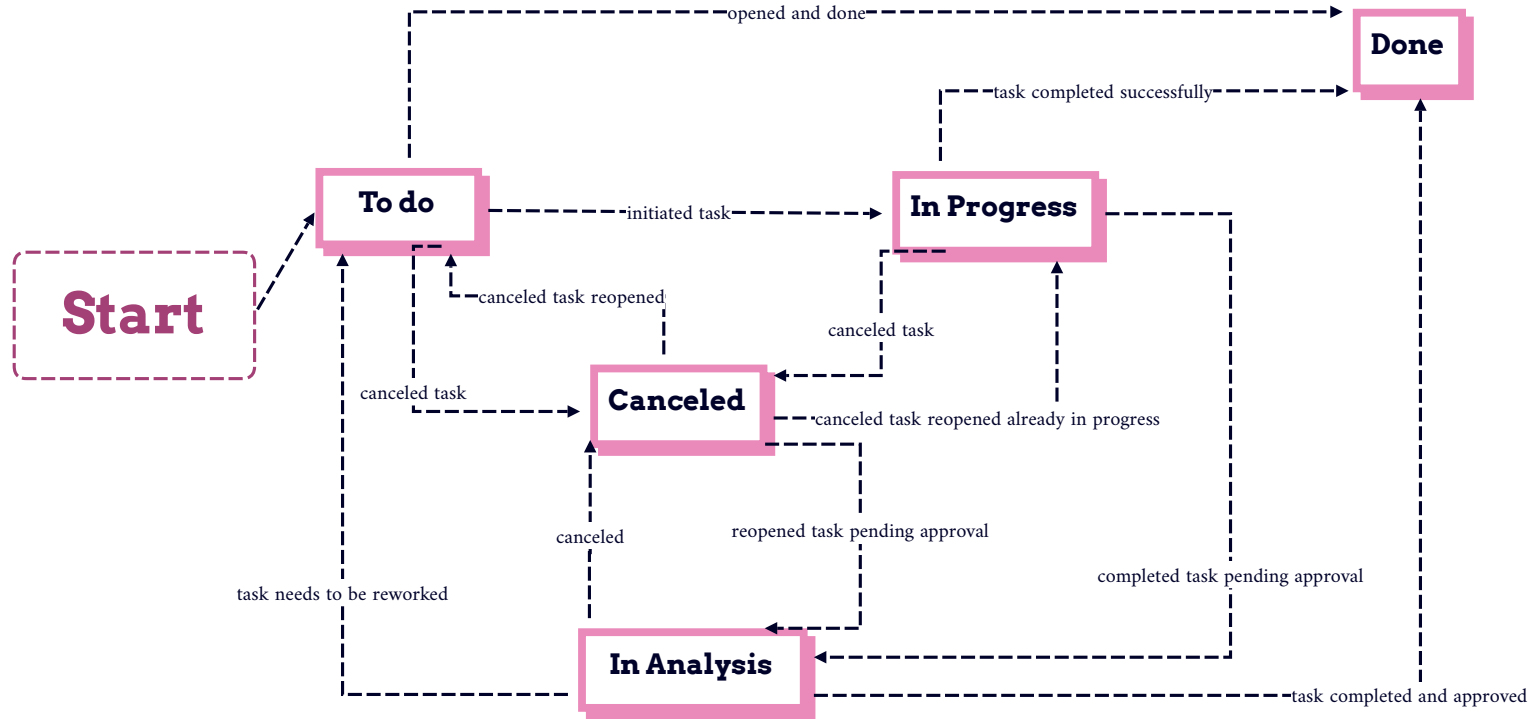 opened and done
Done
task completed successfully
To do
In Progress
initiated task
Start
canceled task reopened
canceled task
canceled task
Canceled
canceled task reopened already in progress
reopened task pending approval
canceled
completed task pending approval
task needs to be reworked
In Analysis
task completed and approved